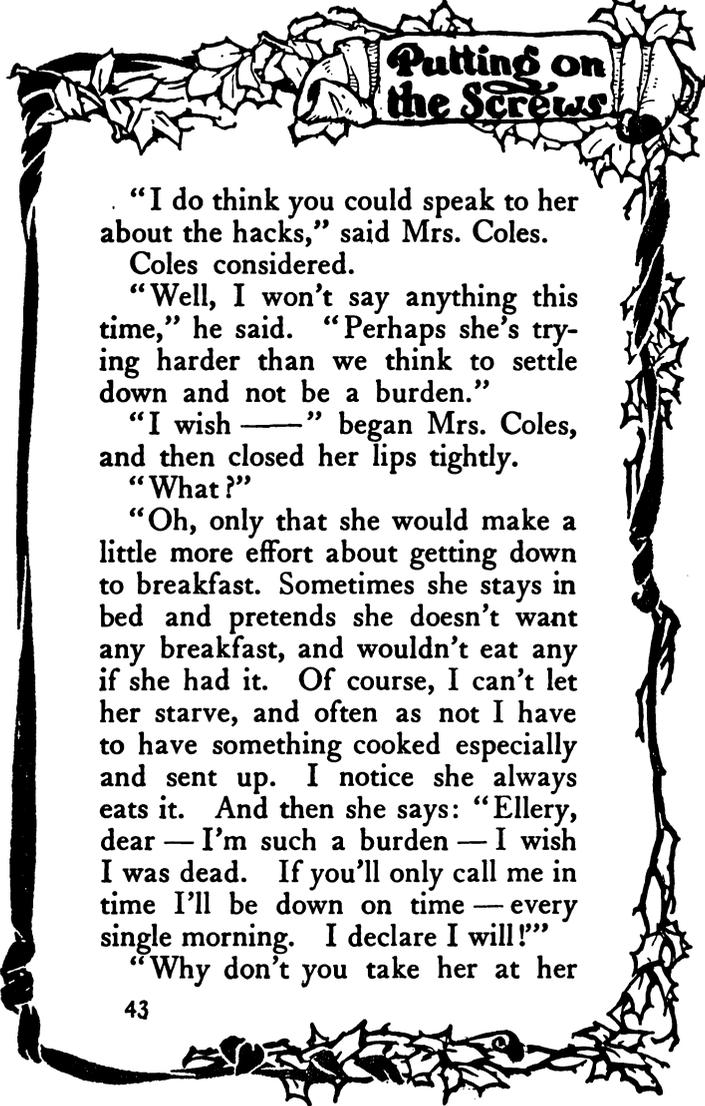 Putting on
the Screws
“I do think you could speak to her
about the hacks,” said Mrs. Coles.
Coles considered.
“Well, I won’t say anything this
time,” he said. “Perhaps she’s try-
ing harder than we think to settle
down and not be a burden.”
“I wish ——” began Mrs. Coles,
and then closed her lips tightly.
“What?”
“Oh, only that she would make a
little more effort about getting down
to breakfast. Sometimes she stays in
bed and pretends she doesn’t want
any breakfast, and wouldn’t eat any
if she had it. Of course, I can’t let
her starve, and often as not I have
to have something cooked especially
and sent up. I notice she always
eats it. And then she says: “Ellery,
dear — I’m such a burden — I wish
I was dead. If you’ll only call me in
time I’ll be down on time — every
single morning. I declare I will!’”
“Why don’t you take her at her
43